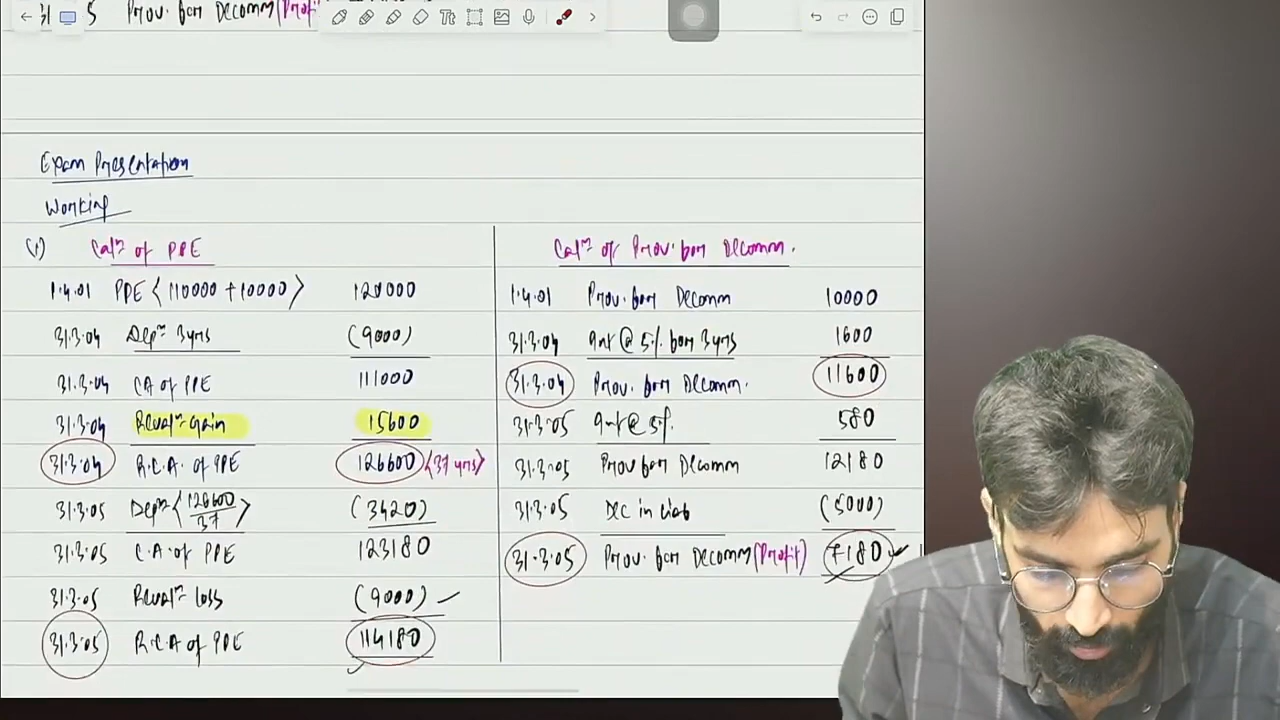 31 5 Prov. for Decomm (Profit
Exam Presentation
Working
(1) Calⁿ of PPE
1.4.01 PPE <110000 + 10000> 120000
31.3.04 Depⁿ 3yrs (9000)
31.3.04 CA of PPE 111000
31.3.04 Revalⁿ gain 15600
31.3.04 R.C.A. of PPE 126600 <37 yrs>
31.3.05 Depⁿ <126600/37> (3420)
31.3.05 C.A. of PPE 123180
31.3.05 Revalⁿ loss (9000)
31.3.05 R.C.A of PPE 114180
Calⁿ of Prov. for Decomm.
1.4.01 Prov. for Decomm 10000
31.3.04 Int @ 5% for 3yrs 1600
31.3.04 Prov. for Decomm. 11600
31.3.05 Int @ 5%. 580
31.3.05 Prov for Decomm 12180
31.3.05 Dec in Liab (5000)
31.3.05 Prov. for Decomm (Profit) 7180